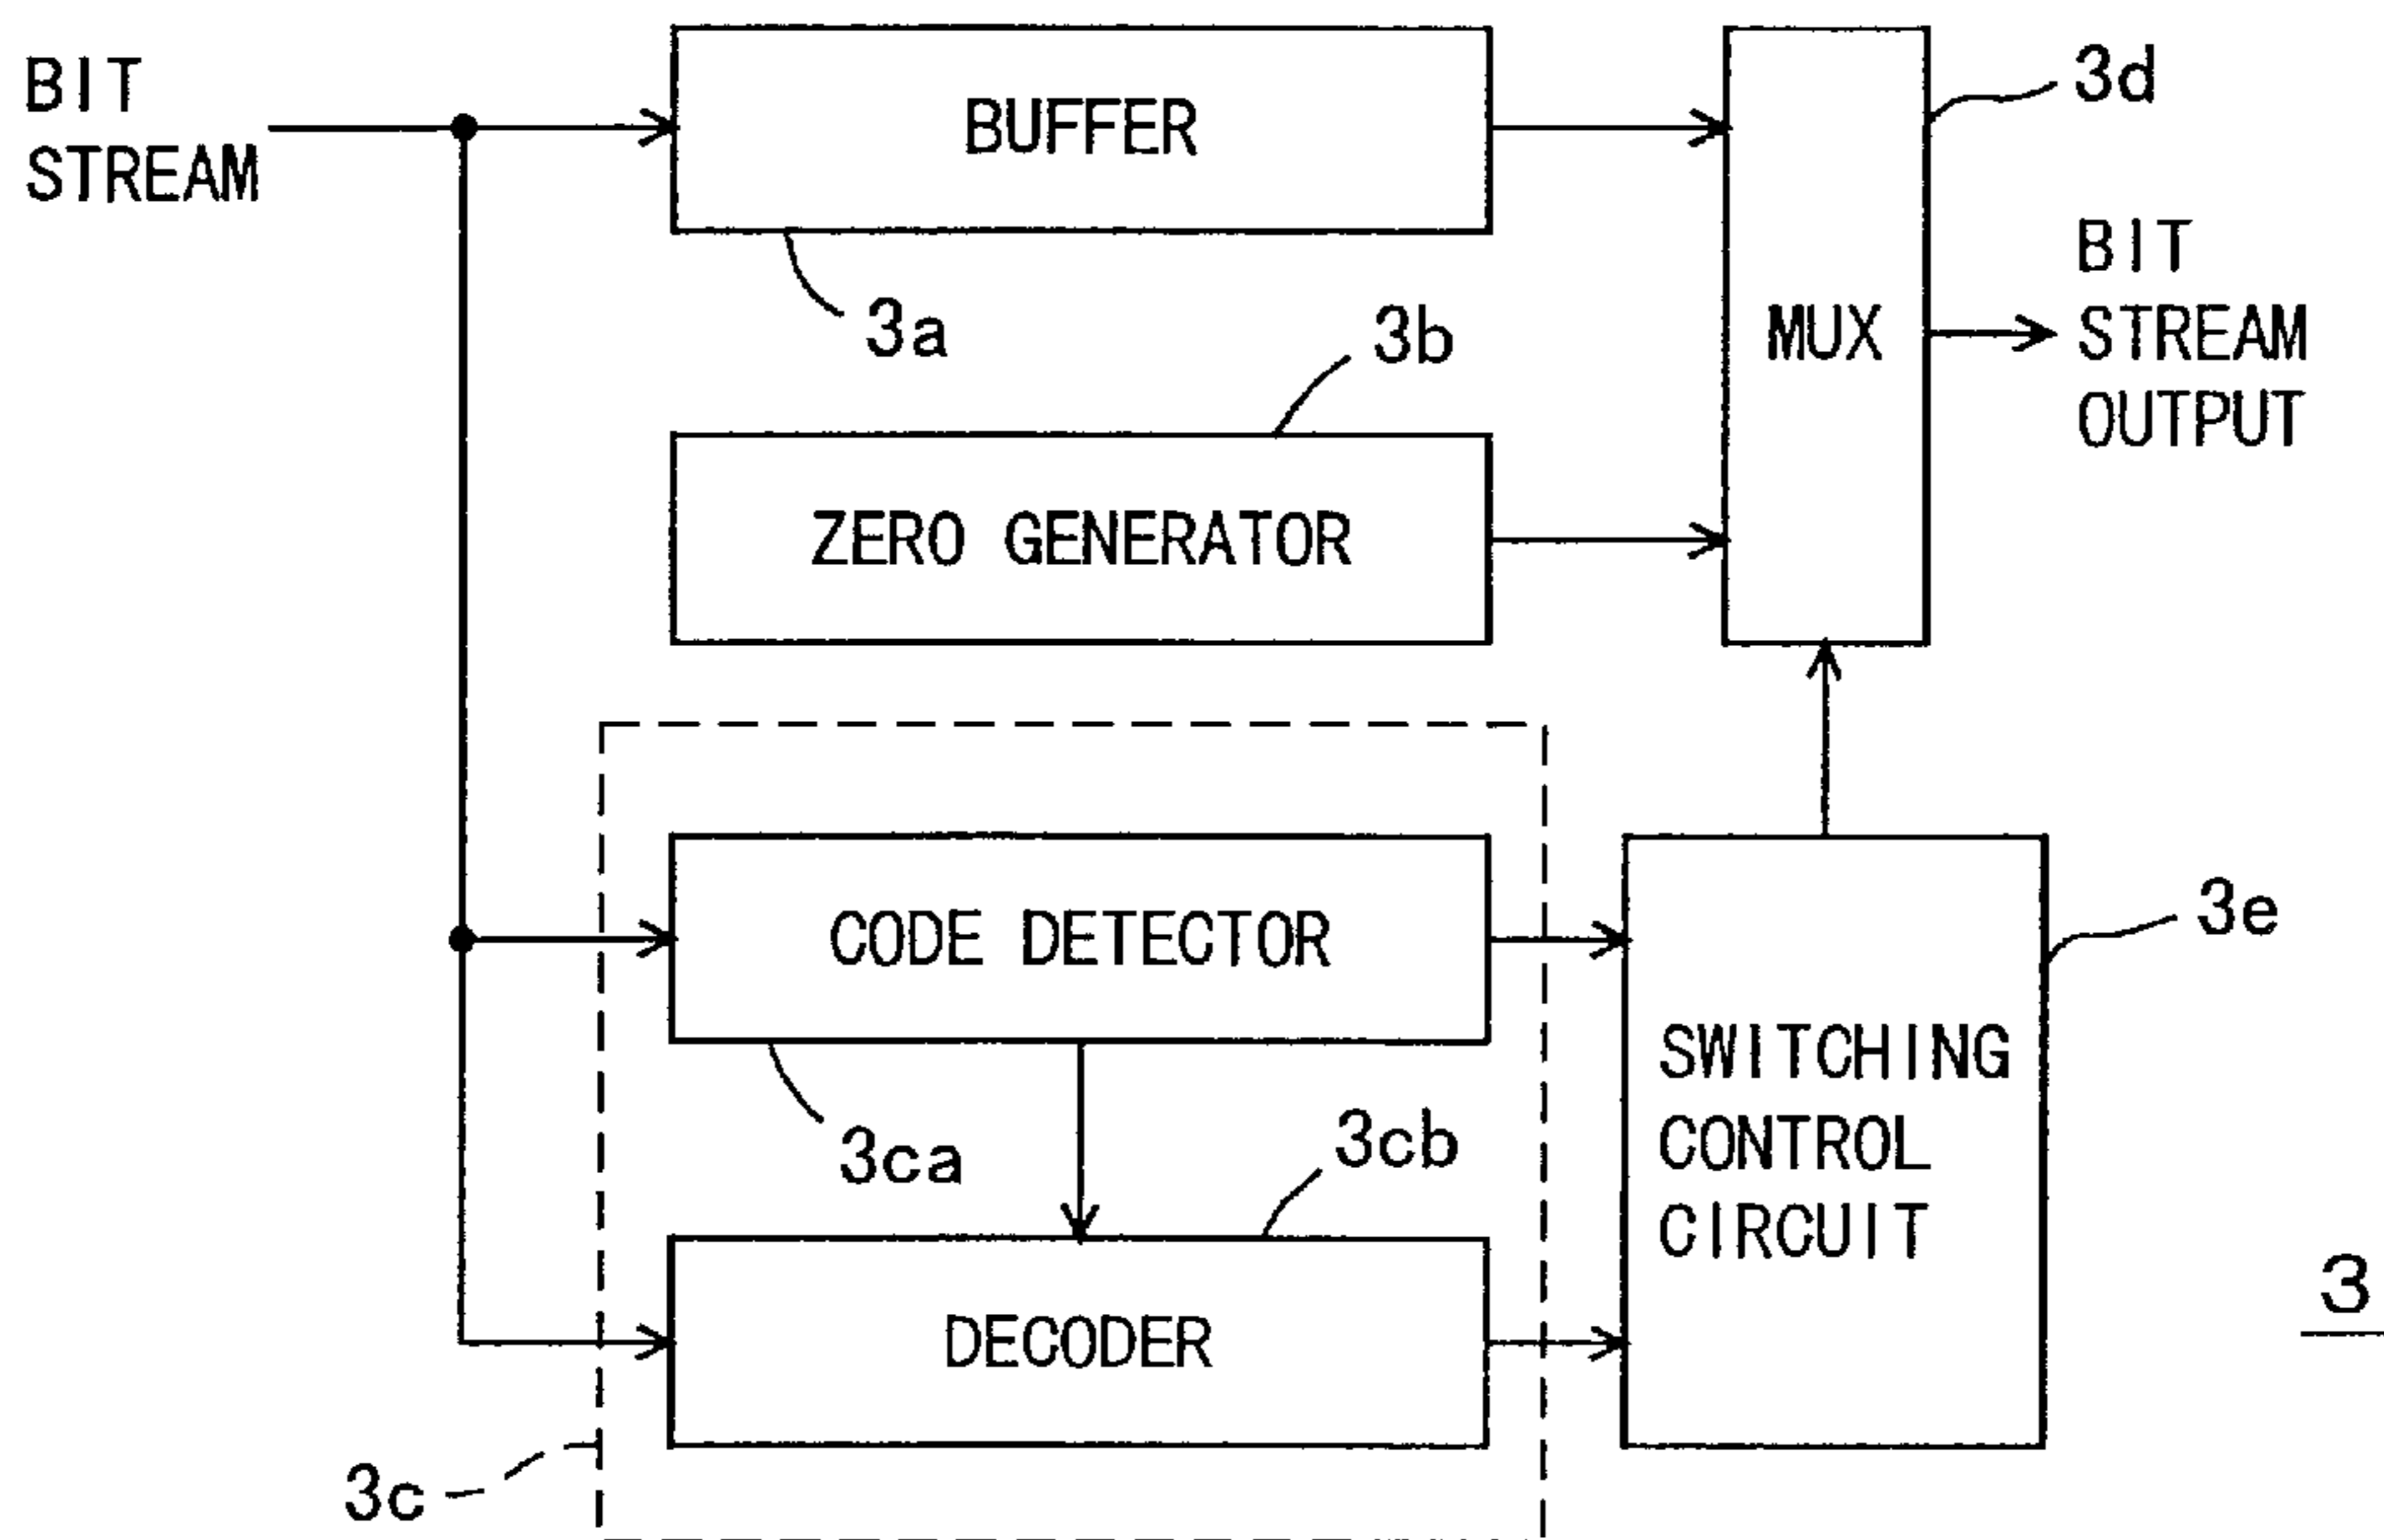 BIT
STREAM
BUFFER
3a
3d
MUX
BIT
STREAM
OUTPUT
3b
ZERO GENERATOR
CODE DETECTOR
3ca
3cb
DECODER
3c
SWITCHING
CONTROL
CIRCUIT
3e
3